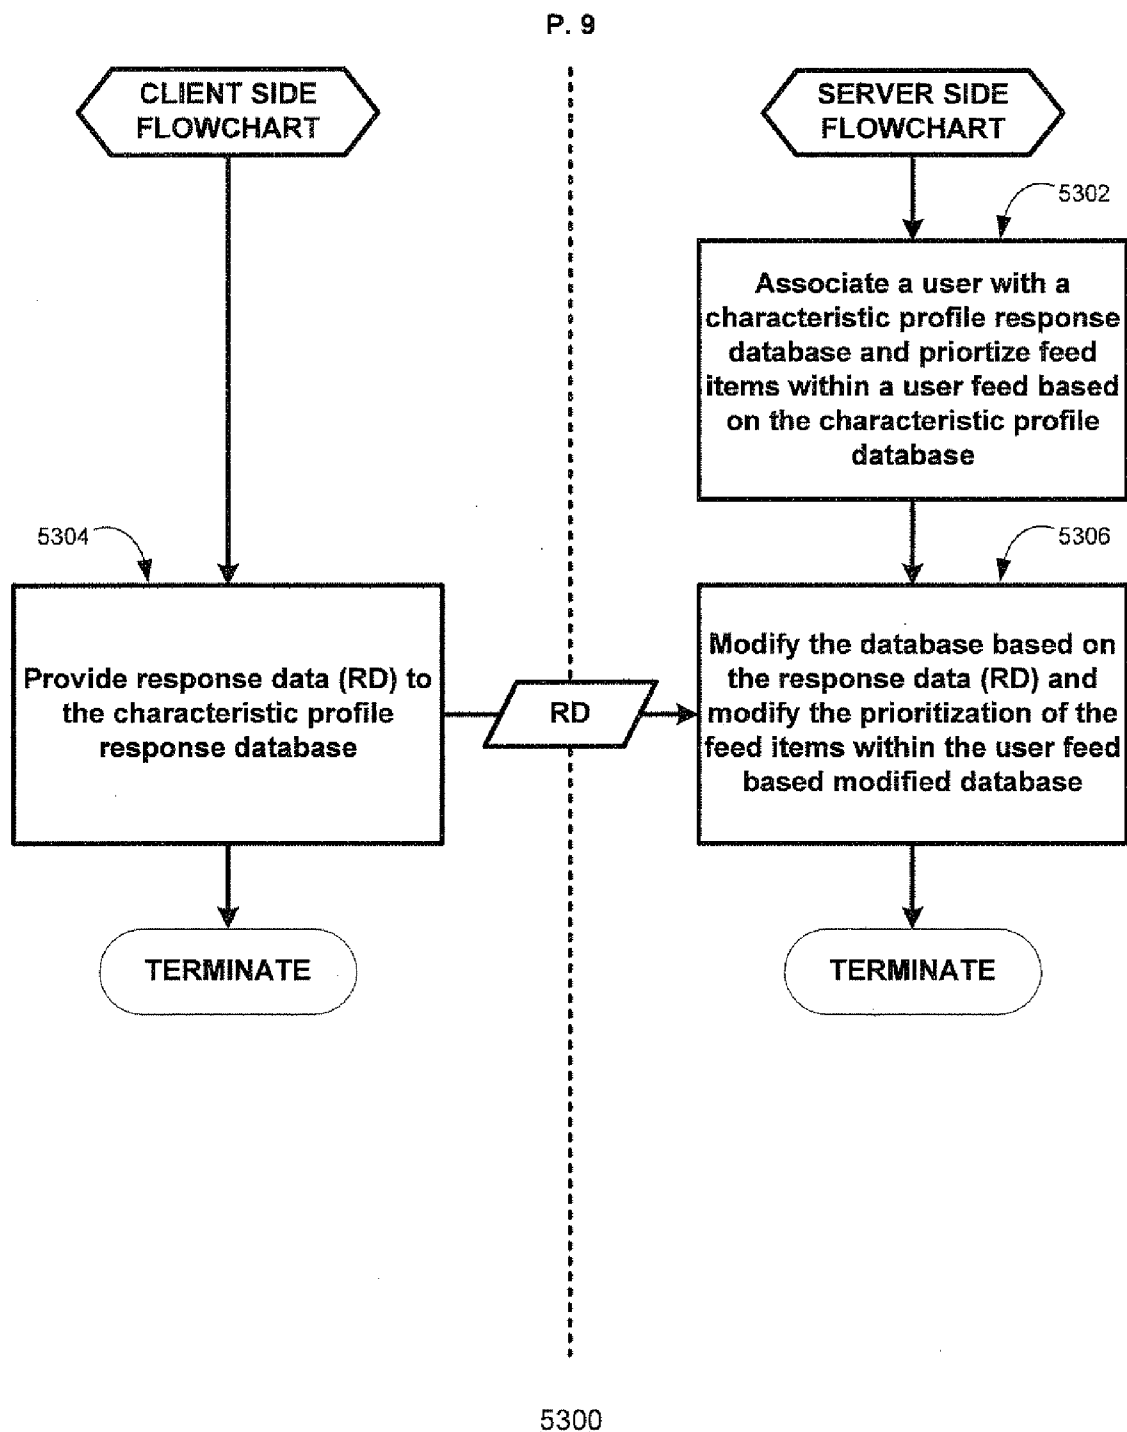 P. 9
CLIENT SIDE
FLOWCHART
SERVER SIDE
FLOWCHART
5302
Associate a user with a
characteristic profile response
database and priortize feed
items within a user feed based
on the characteristic profile
database
5304
5306
Provide response data (RD) to
the characteristic profile
response database
RD
Modify the database based on
the response data (RD) and
modify the prioritization of the
feed items within the user feed
based modified database
TERMINATE
TERMINATE
5300